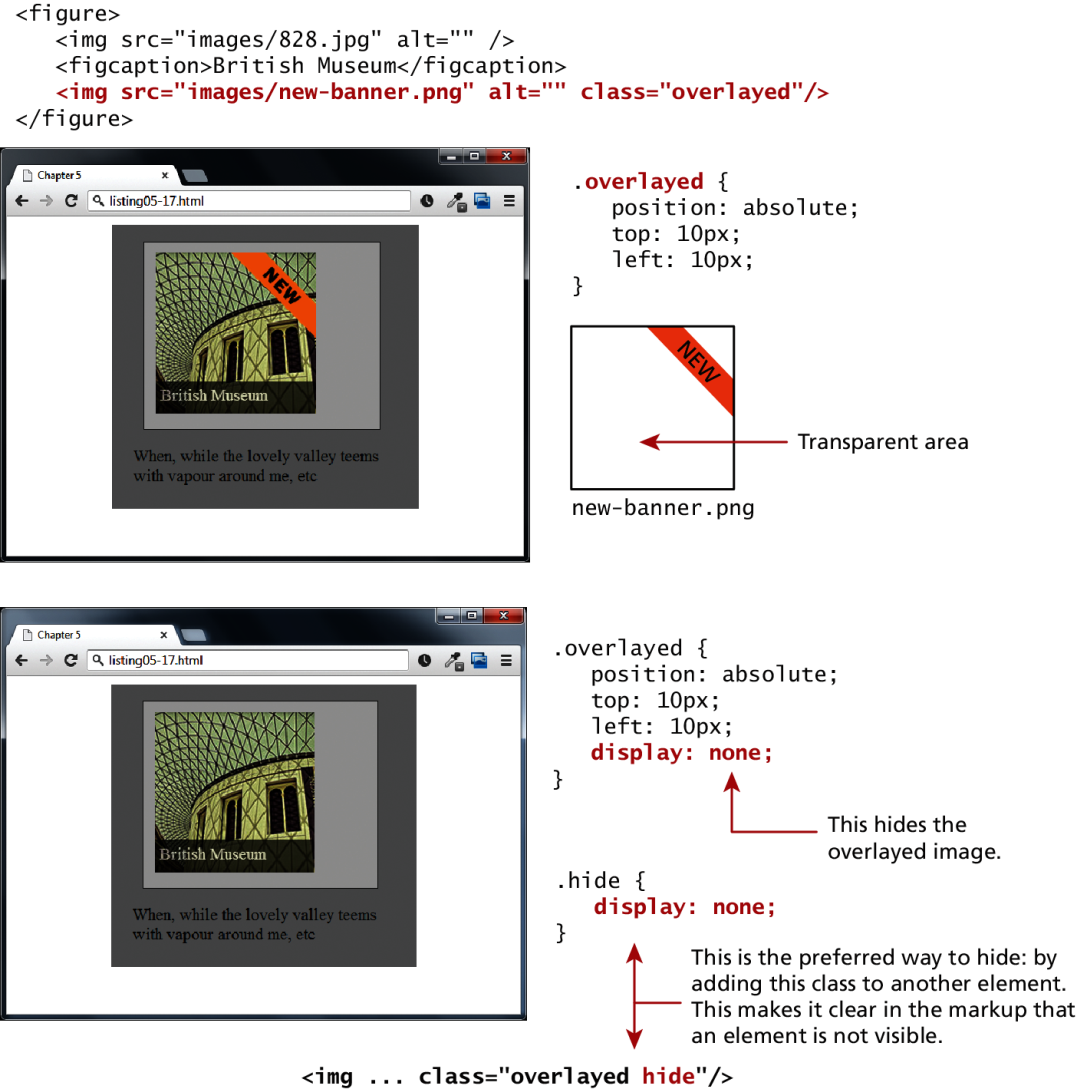 <figure>
<img src="images/828.jpg" alt="" />
<figcaption>British Museum</figcaption>
<img src="images/new-banner.png" alt="" class="overlayed"/>
</figure>
Chapter 5
listing05-17.html
NEW
British Museum
When, while the lovely valley teems
with vapour around me, etc
.overlayed {
position: absolute;
top: 10px;
left: 10px;
}
NEW
Transparent area
new-banner.png
Chapter 5
listing05-17.html
British Museum
When, while the lovely valley teems
with vapour around me, etc
.overlayed {
position: absolute;
top: 10px;
left: 10px;
display: none;
}
This hides the
overlayed image.
.hide {
display: none;
}
This is the preferred way to hide: by
adding this class to another element.
This makes it clear in the markup that
an element is not visible.
<img ... class="overlayed hide"/>